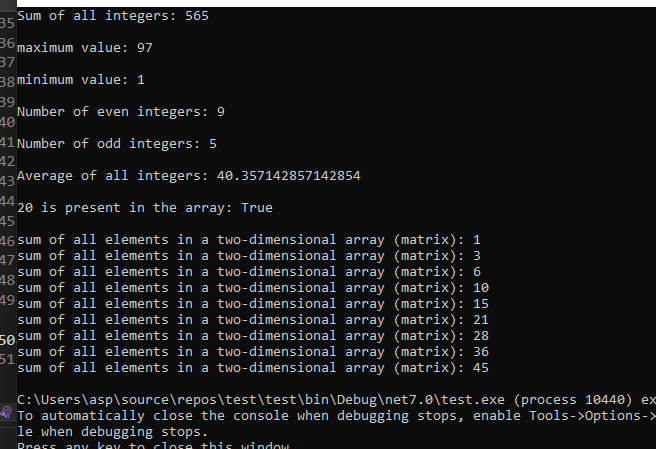 35
Sum of all integers: 565
36
maximum value: 97
37
38
minimum value: 1
39
Number of even integers: 9
40
41
Number of odd integers: 5
42
43
Average of all integers: 40.357142857142854
44
20 is present in the array: True
45
46
sum of all elements in a two-dimensional array (matrix): 1
47
sum of all elements in a two-dimensional array (matrix): 3
sum of all elements in a two-dimensional array (matrix): 6
48
sum of all elements in a two-dimensional array (matrix): 10
49
sum of all elements in a two-dimensional array (matrix): 15
sum of all elements in a two-dimensional array (matrix): 21
50
sum of all elements in a two-dimensional array (matrix): 28
51
sum of all elements in a two-dimensional array (matrix): 36
sum of all elements in a two-dimensional array (matrix): 45
C:\Users\asp\source\repos\test\test\bin\Debug\net7.0\test.exe (process 10440) ex
To automatically close the console when debugging stops, enable Tools->Options->
le when debugging stops.
Press any key to close this window